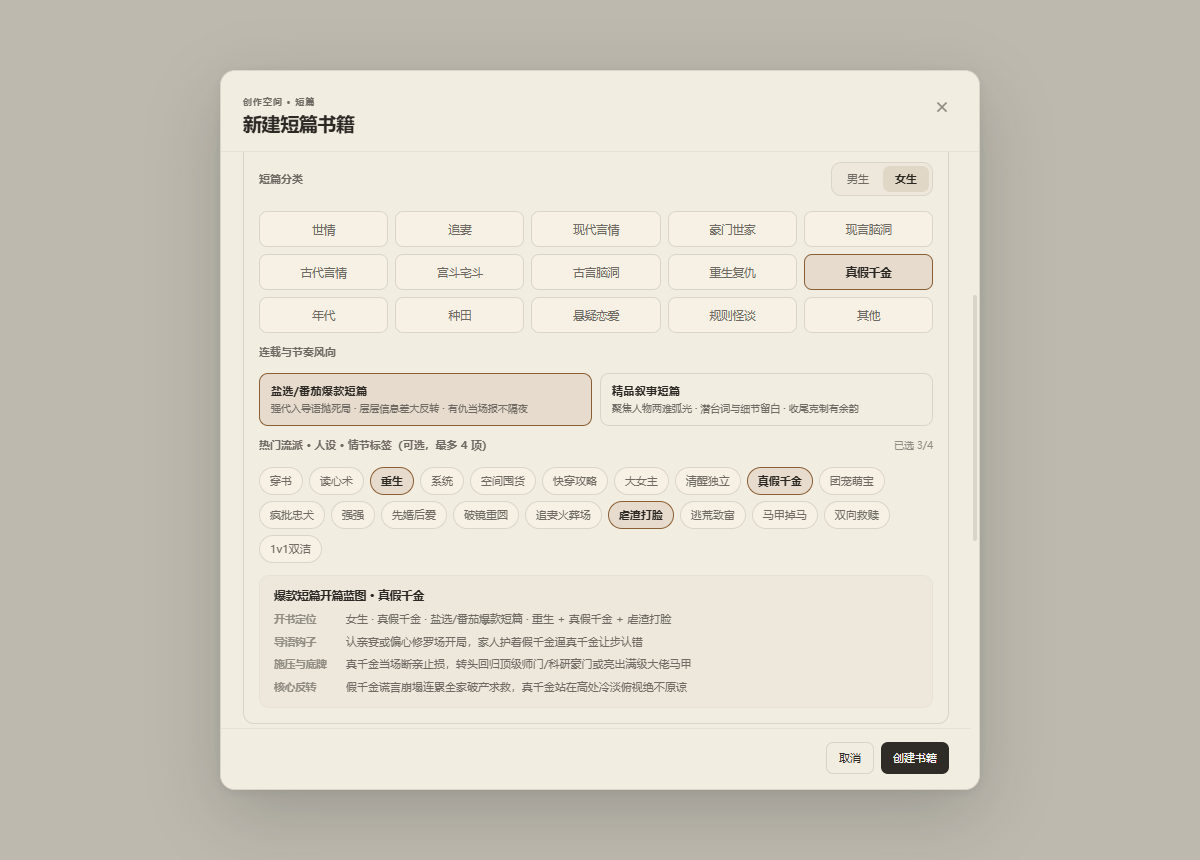 创作空间 • 短篇
新建短篇书籍
短篇分类
男生 女生
世情 追妻 现代言情 豪门世家 现言脑洞
古代言情 宫斗宅斗 古言脑洞 重生复仇 真假千金
年代 种田 悬疑恋爱 规则怪谈 其他
连载与节奏风向
盐选/番茄爆款短篇
强代入导语抛死局 · 层层信息差大反转 · 有仇当场报不隔夜
精品叙事短篇
聚焦人物两难弧光 · 潜台词与细节留白 · 收尾克制有余韵
热门流派 • 人设 • 情节标签（可选，最多 4 顶） 已选 3/4
穿书 读心术 重生 系统 空间囤货 快穿攻略 大女主 清醒独立 真假千金 团宠萌宝
疯批忠犬 强强 先婚后爱 破镜重圆 追妻火葬场 虐渣打脸 逃荒致富 马甲掉马 双向救赎
1v1双洁
爆款短篇开篇蓝图 • 真假千金
开书定位 女生 · 真假千金 · 盐选/番茄爆款短篇 · 重生 + 真假千金 + 虐渣打脸
导语钩子 认亲宴或偏心修罗场开局，家人护着假千金逼真千金让步认错
施压与底牌 真千金当场断亲止损，转头回归顶级师门/科研豪门或亮出满级大佬马甲
核心反转 假千金谎言崩塌连累全家破产求救，真千金站在高处冷淡俯视绝不原谅
取消 创建书籍